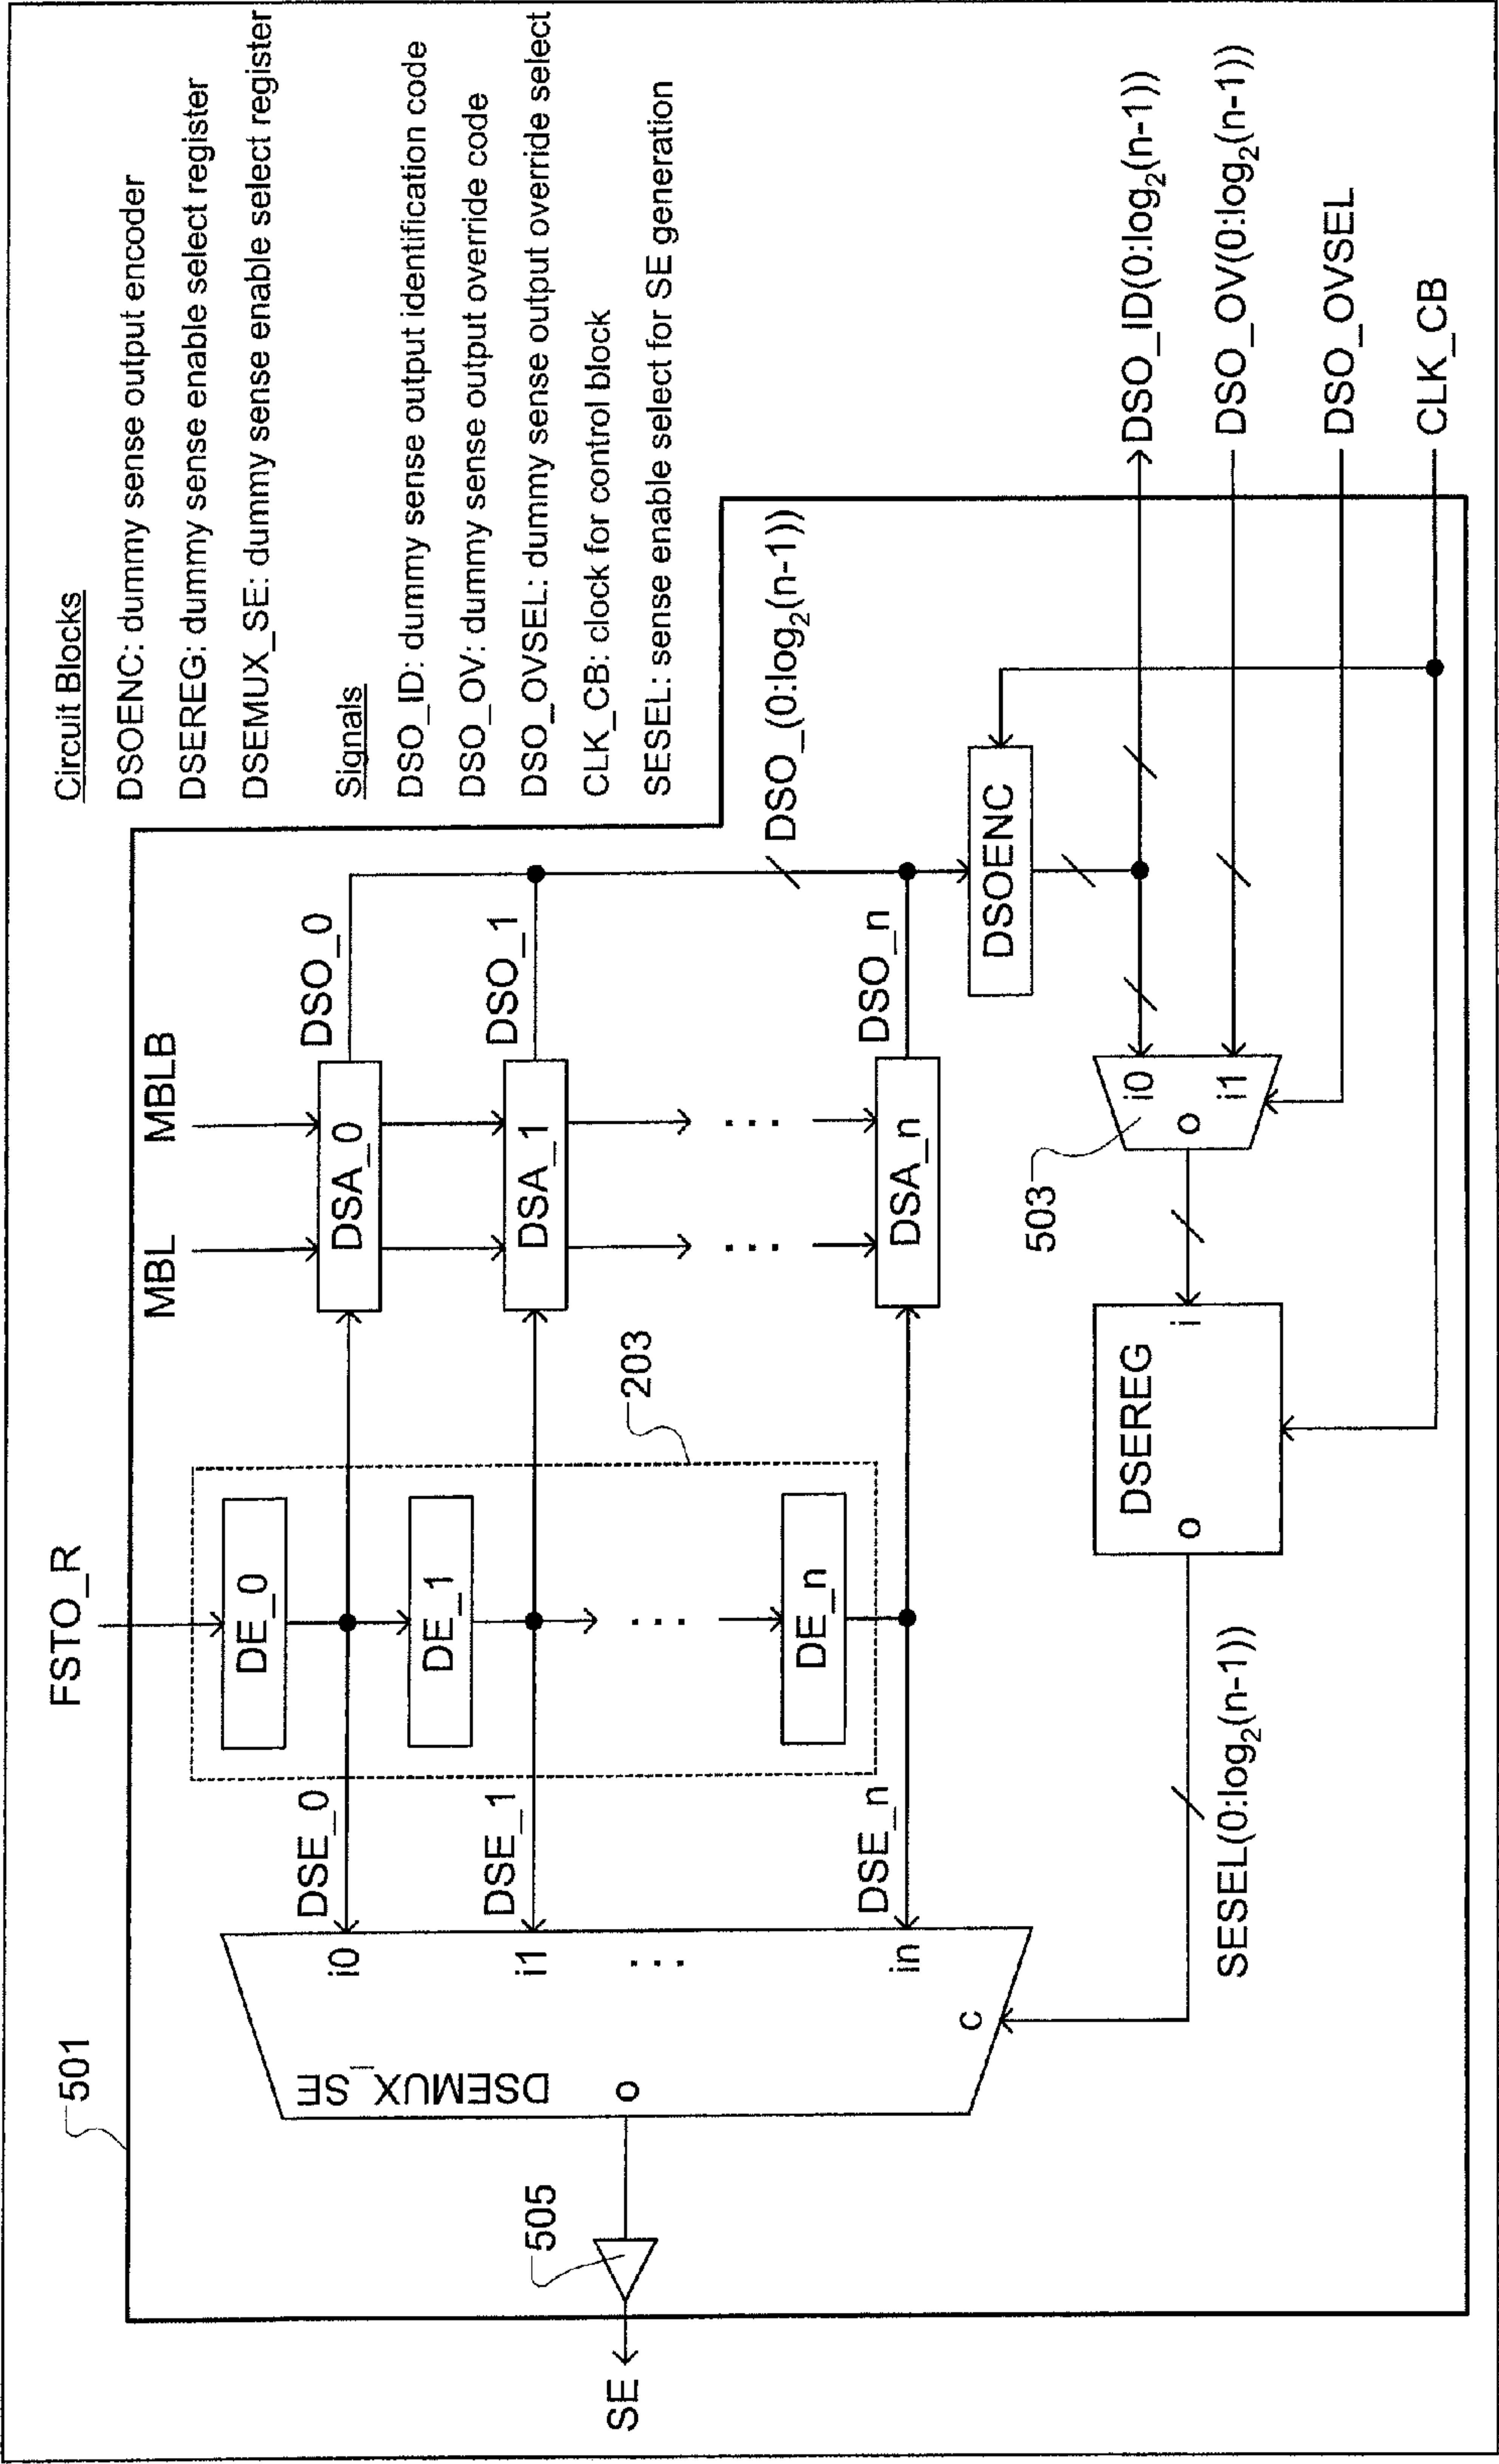 Circuit Blocks
DSOENC: dummy sense output encoder
DSEREG: dummy sense enable select register
DSEMUX_SE: dummy sense enable select register
Signals
DSO_ID: dummy sense output identification code
DSO_OV: dummy sense output override code
DSO_OVSEL: dummy sense output override select
CLK_CB: clock for control block
SESEL: sense enable select for SE generation
501
FSTO_R
MBL
MBLB
DE_0
DSE_0
DSA_0
DSO_0
i0
DSEMUX_SE
DE_1
DSE_1
DSA_1
DSO_1
i1
...
...
...
...
203
505
SE
o
DE_n
DSE_n
DSA_n
DSO_n
in
c
DSO_(0:log2(n-1))
DSOENC
DSO_ID(0:log2(n-1))
DSO_OV(0:log2(n-1))
DSO_OVSEL
CLK_CB
503
i0
i1
o
DSEREG
i
o
SESEL(0:log2(n-1))